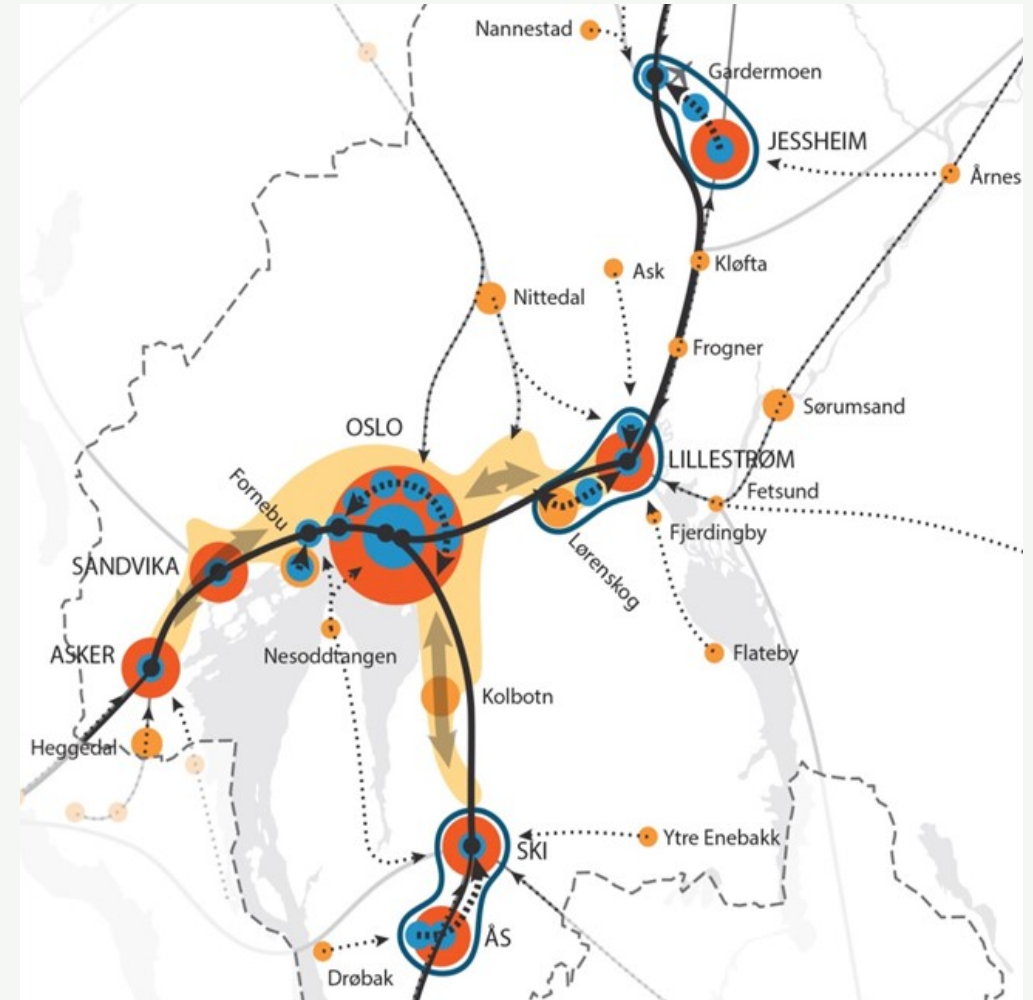 Nannestad
Gardermoen
JESSHEIM
Årnes
Ask
Kløfta
Nittedal
Frogner
Sørumsand
OSLO
LILLESTRØM
Fornebu
Fetsund
Fjerdingby
SANDVIKA
Lørenskog
ASKER
Nesoddtangen
Flateby
Kolbotn
Heggedal
Ytre Enebakk
SKI
ÅS
Drøbak